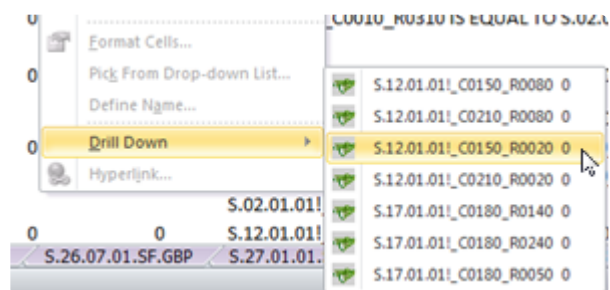 0 _C0010_R0310 IS EQUAL TO S.02.
Format Cells...
0 Pick From Drop-down List...
Define Name...
0 Drill Down
Hyperlink...
S.12.01.01!_C0150_R0080 0
S.12.01.01!_C0210_R0080 0
S.12.01.01!_C0150_R0020 0
S.12.01.01!_C0210_R0020 0
S.17.01.01!_C0180_R0140 0
S.17.01.01!_C0180_R0240 0
S.17.01.01!_C0180_R0050 0
S.02.01.01!
0 0 S.12.01.01!
S.26.07.01.SF.GBP S.27.01.01.